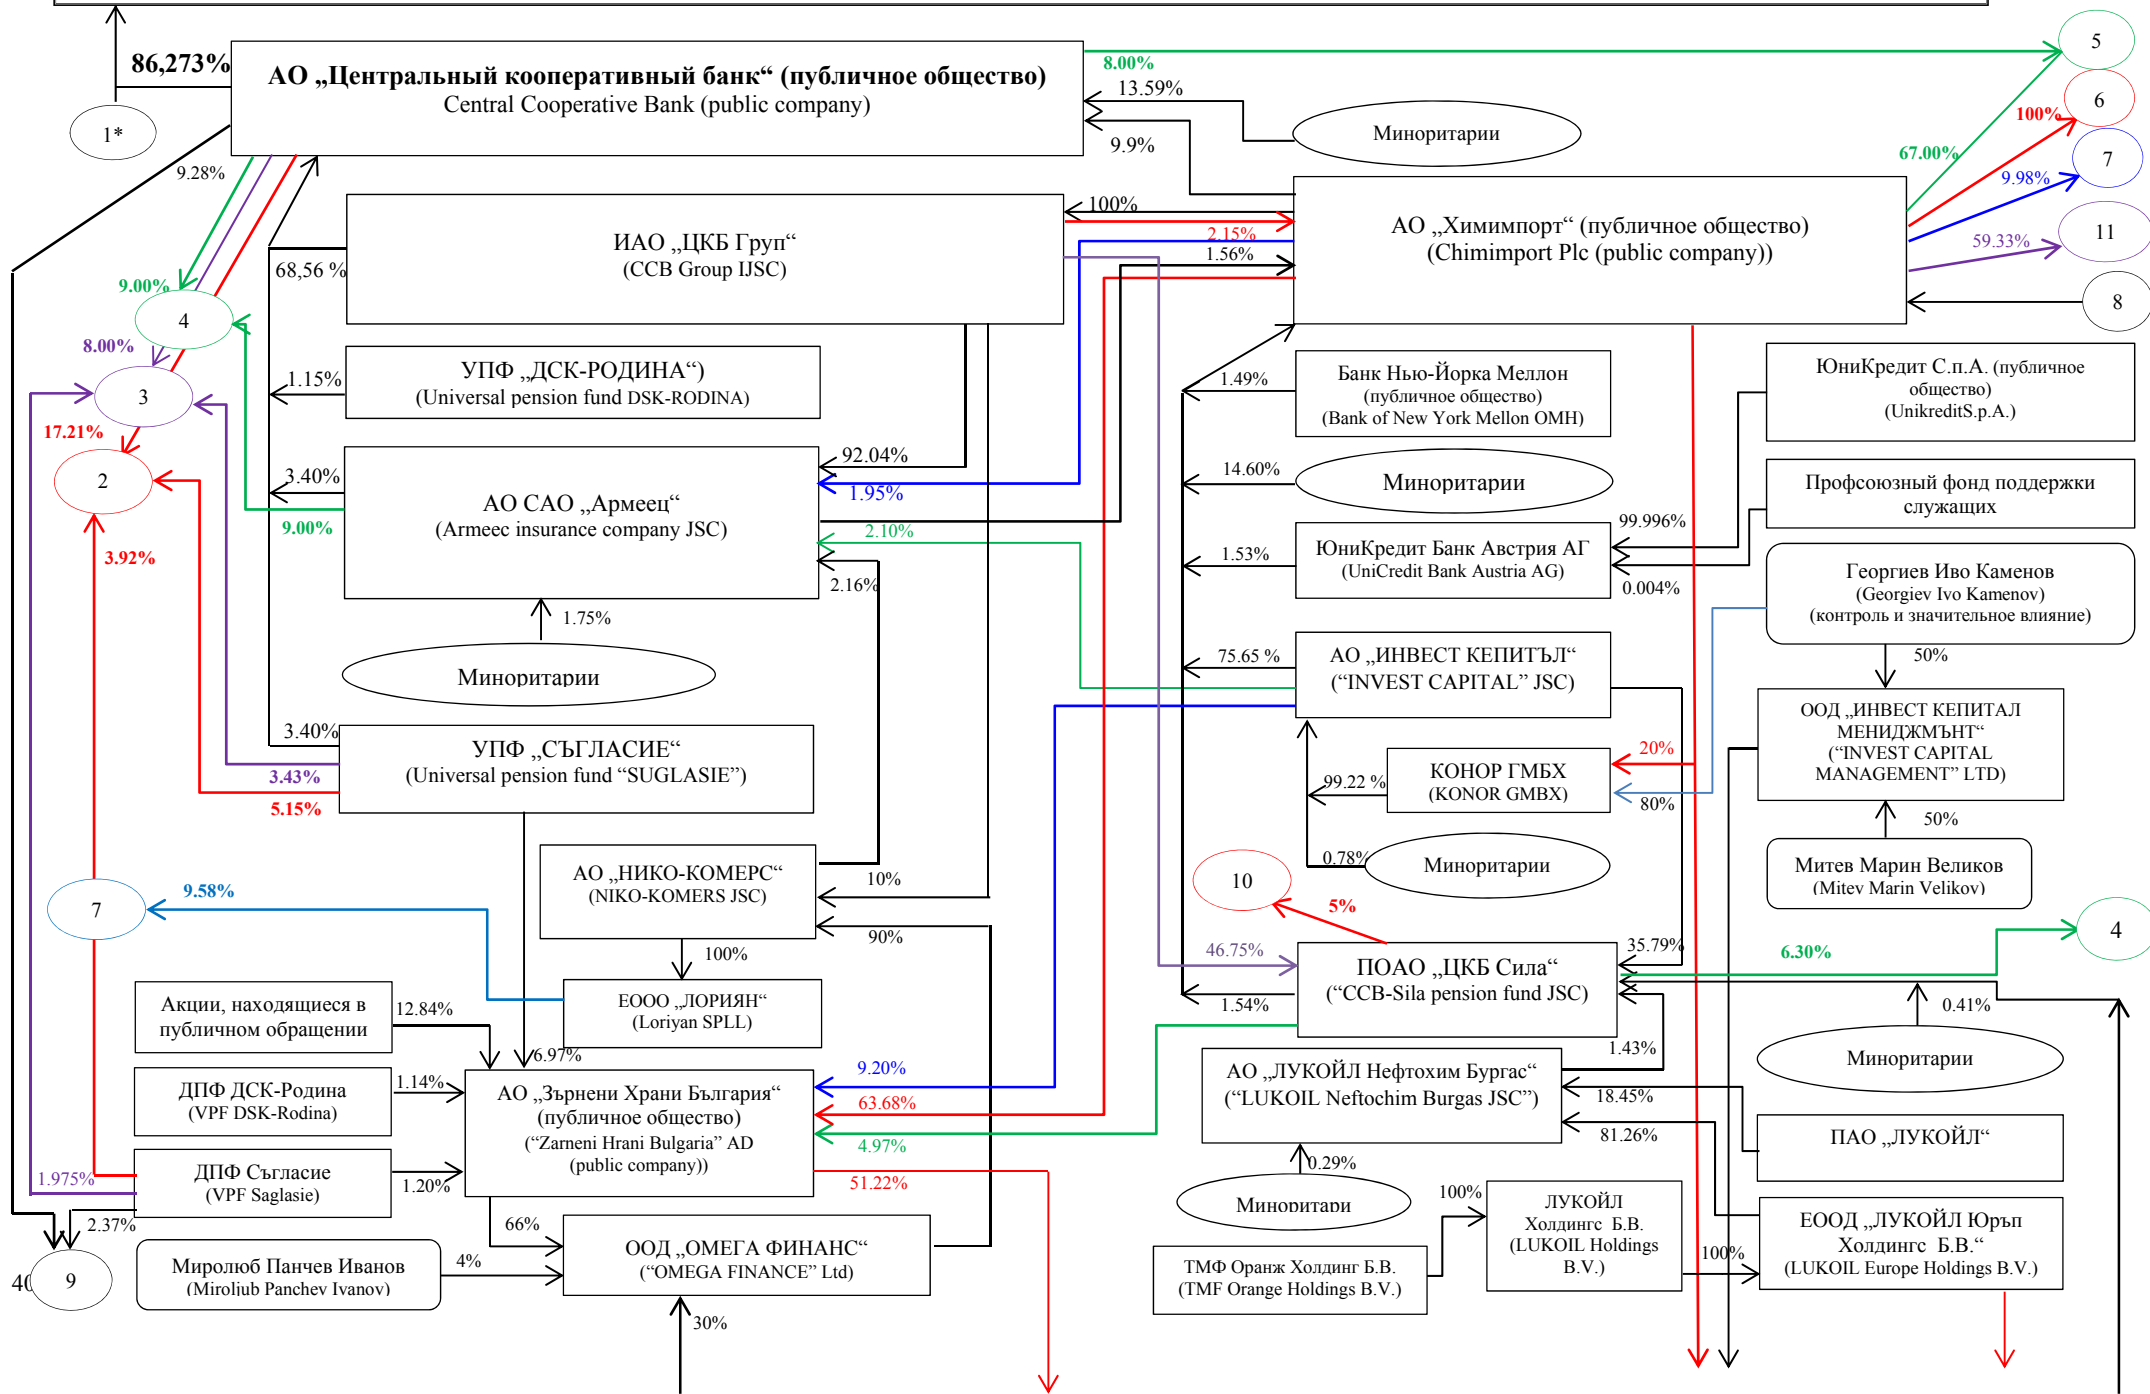 86,273%
АО „Центральный кооперативный банк“ (публичное общество)
Central Cooperative Bank (public company)
8.00%
5
13.59%
Миноритарии
6
100%
1*
9.28%
9.9%
67.00%
7
9.98%
ИАО „ЦКБ Груп“
(CCB Group IJSC)
100%
2.15%
1.56%
АО „Химимпорт“ (публичное общество)
(Chimimport Plc (public company))
59.33%
11
8
68,56 %
9.00%
4
8.00%
3
17.21%
2
УПФ „ДСК-РОДИНА“)
(Universal pension fund DSK-RODINA)
1.15%
Банк Нью-Йорка Меллон
(публичное общество)
(Bank of New York Mellon ОМН)
1.49%
ЮниКредит С.п.А. (публичное
общество)
(UnikreditS.p.A.)
92.04%
3.40%
АО САО „Армеец“
(Armeec insurance company JSC)
1.95%
9.00%
2.10%
14.60%
Миноритарии
Профсоюзный фонд поддержки
служащих
99.996%
3.92%
2.16%
1.53%
ЮниКредит Банк Австрия АГ
(UniCredit Bank Austria AG)
0.004%
Георгиев Иво Каменов
(Georgiev Ivo Kamenov)
(контроль и значительное влияние)
1.75%
Миноритарии
75.65 %
АО „ИНВЕСТ КЕПИТЪЛ“
(“INVEST CAPITAL” JSC)
50%
3.40%
УПФ „СЪГЛАСИЕ“
(Universal pension fund “SUGLASIE”)
3.43%
5.15%
ООД „ИНВЕСТ КЕПИТАЛ
МЕНИДЖМЪНТ“
(“INVEST CAPITAL
MANAGEMENT” LTD)
20%
КОНОР ГМБХ
(KONOR GMBX)
99.22 %
80%
50%
АО „НИКО-КОМЕРС“
(NIKO-KOMERS JSC)
10%
0.78%
Миноритарии
Митев Марин Великов
(Mitev Marin Velikov)
10
5%
7
9.58%
90%
4
100%
46.75%
ПОАО „ЦКБ Сила“
(“CCB-Sila pension fund JSC)
35.79%
6.30%
Акции, находящиеся в
публичном обращении
12.84%
ЕООО „ЛОРИЯН“
(Loriyan SPLL)
1.54%
0.41%
6.97%
1.43%
Миноритарии
ДПФ ДСК-Родина
(VPF DSK-Rodina)
1.14%
АО „Зърнени Храни България“
(публичное общество)
(“Zarneni Hrani Bulgaria” AD
(public company))
9.20%
63.68%
4.97%
АО „ЛУКОЙЛ Нефтохим Бургас“
(“LUKOIL Neftochim Burgas JSC”)
18.45%
81.26%
ПАО „ЛУКОЙЛ“
1.975%
ДПФ Съгласие
(VPF Saglasie)
1.20%
51.22%
0.29%
Миноритари
2.37%
66%
100%
ЛУКОЙЛ
Холдингс Б.В.
(LUKOIL Holdings
B.V.)
ЕООД „ЛУКОЙЛ Юръп
Холдингс Б.В.“
(LUKOIL Europe Holdings B.V.)
100%
ООД „ОМЕГА ФИНАНС“
(“OMEGA FINANCE” Ltd)
4%
Миролюб Панчев Иванов
(Miroljub Panchev Ivanov)
40
9
ТМФ Оранж Холдинг Б.В.
(TMF Orange Holdings B.V.)
30%